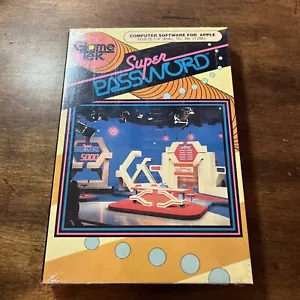 COMPUTER SOFTWARE FOR: APPLE
Game
Tek
Super
PASSWORD
5000